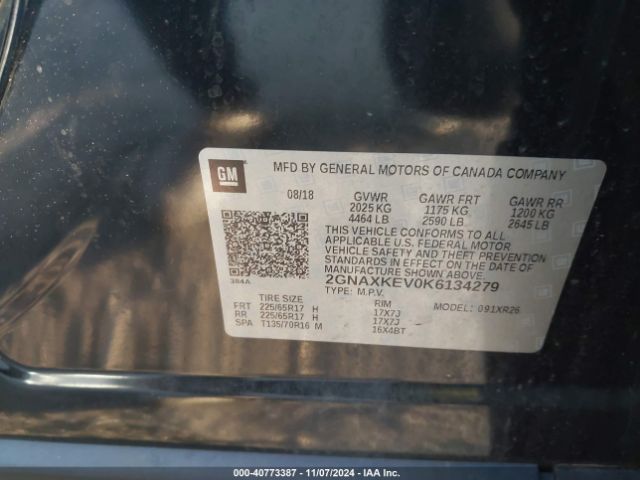 GM
MFD BY GENERAL MOTORS OF CANADA COMPANY
08/18 GVWR GAWR FRT GAWR RR
2025 KG 1175 KG 1200 KG
4464 LB 2590 LB 2645 LB
THIS VEHICLE CONFORMS TO ALL
APPLICABLE U.S. FEDERAL MOTOR
VEHICLE SAFETY AND THEFT PREVENTION
STANDARDS IN EFFECT ON THE DATE OF
MANUFACTURE SHOWN ABOVE.
384A
2GNAXKEV0K6134279
TYPE: M.P.V.
TIRE SIZE RIM MODEL: 091XR26
FRT 225/65R17 H 17X7J
RR 225/65R17 H 17X7J
SPA T135/70R16 M 16X4BT
000-40773387 - 11/07/2024 - IAA Inc. (C)